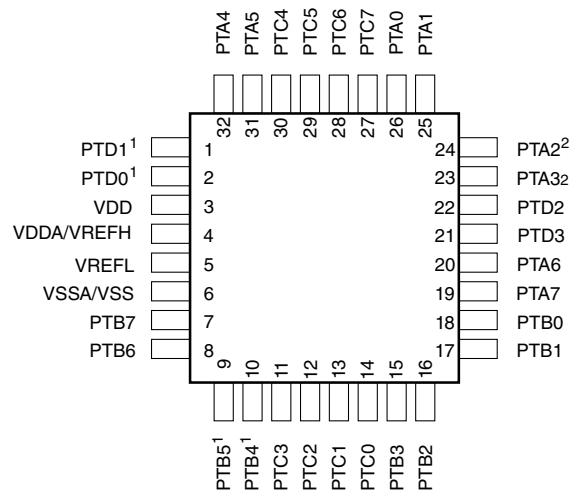 PTA4 PTA5 PTC4 PTC5 PTC6 PTC7 PTA0 PTA1
32 31 30 29 28 27 26 25
PTD1¹ 1 24 PTA2²
PTD0¹ 2 23 PTA32
VDD 3 22 PTD2
VDDA/VREFH 4 21 PTD3
VREFL 5 20 PTA6
VSSA/VSS 6 19 PTA7
PTB7 7 18 PTB0
PTB6 8 17 PTB1
9 10 11 12 13 14 15 16
PTB5¹ PTB4¹ PTC3 PTC2 PTC1 PTC0 PTB3 PTB2